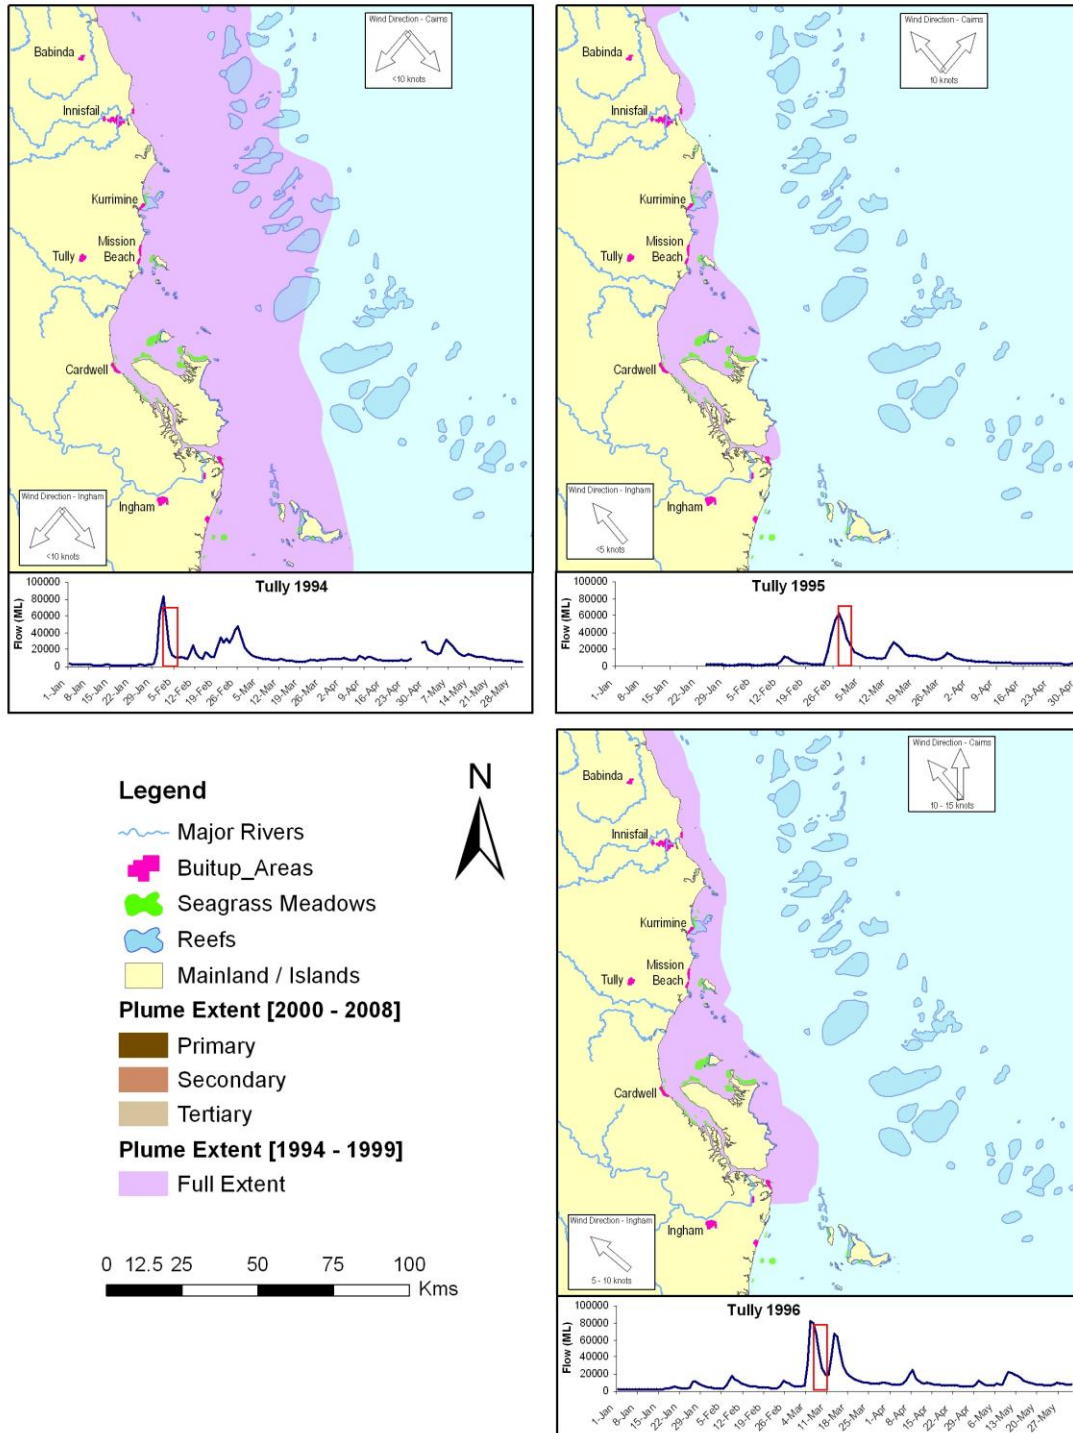 Wind Direction - Cairns
<10 knots
Babinda
Innisfail
Kurrimine
Mission
Beach
Tully
Cardwell
Ingham
Wind Direction - Ingham
<10 knots
Tully 1994
Flow (ML)
100000
80000
60000
40000
20000
0
1-Jan
8-Jan
15-Jan
22-Jan
29-Jan
5-Feb
12-Feb
19-Feb
26-Feb
5-Mar
12-Mar
19-Mar
26-Mar
2-Apr
9-Apr
16-Apr
23-Apr
30-Apr
7-May
14-May
21-May
28-May
Wind Direction - Cairns
10 knots
Babinda
Innisfail
Kurrimine
Mission
Beach
Tully
Cardwell
Ingham
Wind Direction - Ingham
<5 knots
Tully 1995
Flow (ML)
100000
80000
60000
40000
20000
0
1-Jan
8-Jan
15-Jan
22-Jan
29-Jan
5-Feb
12-Feb
19-Feb
26-Feb
5-Mar
12-Mar
19-Mar
26-Mar
2-Apr
9-Apr
16-Apr
23-Apr
30-Apr
Legend
Major Rivers
Buitup_Areas
Seagrass Meadows
Reefs
Mainland / Islands
Plume Extent [2000 - 2008]
Primary
Secondary
Tertiary
Plume Extent [1994 - 1999]
Full Extent
N
0 12.5 25 50 75 100
Kms
Wind Direction - Cairns
10 - 15 knots
Babinda
Innisfail
Kurrimine
Mission
Beach
Tully
Cardwell
Ingham
Wind Direction - Ingham
5 - 10 knots
Tully 1996
Flow (ML)
100000
80000
60000
40000
20000
0
1-Jan
8-Jan
15-Jan
22-Jan
29-Jan
5-Feb
12-Feb
19-Feb
26-Feb
4-Mar
11-Mar
18-Mar
25-Mar
1-Apr
8-Apr
15-Apr
22-Apr
29-Apr
6-May
13-May
20-May
27-May